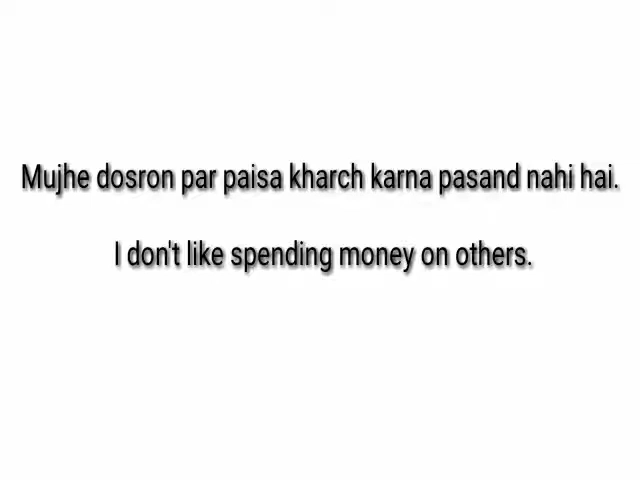 Mujhe dosron par paisa kharch karna pasand nahi hai.
I don't like spending money on others.